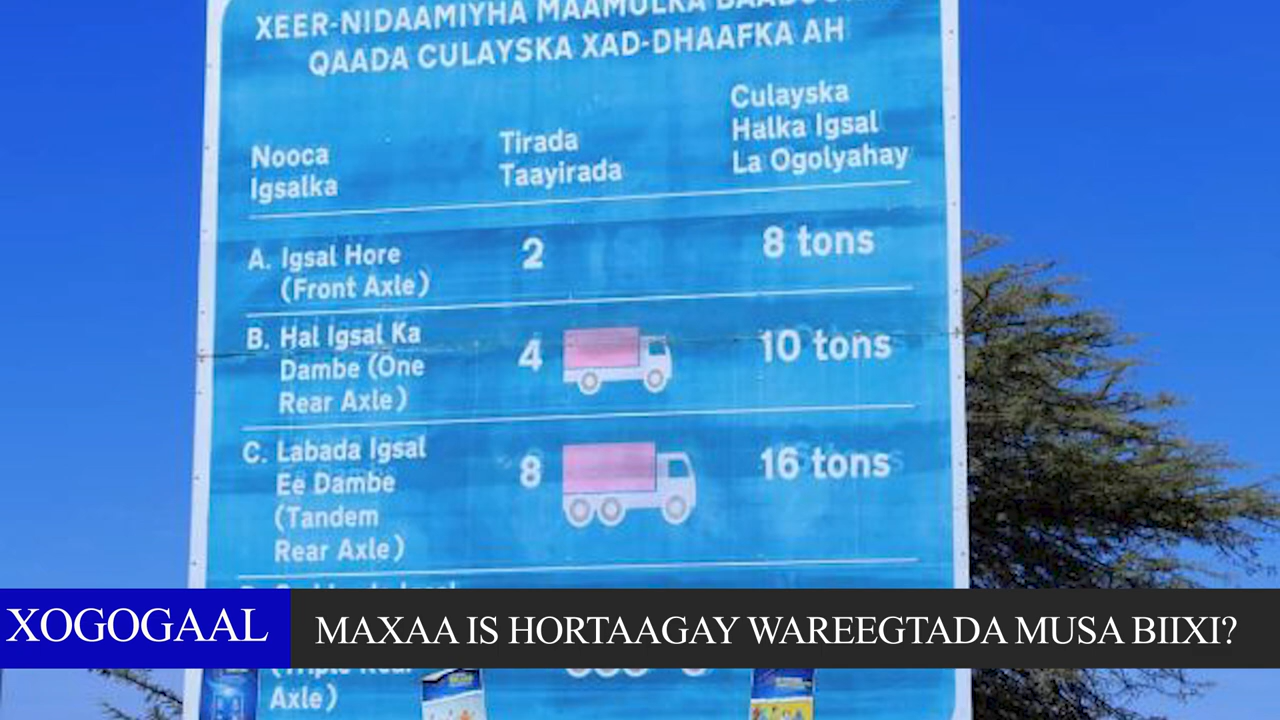 XEER-NIDAAMIYHA MAAMULKA
QAADA CULAYSKA XAD-DHAAFKA AH
Nooca
Igsalka
Tirada
Taayirada
Culayska
Halka Igsal
La Ogolyahay
A. Igsal Hore
(Front Axle)
2
8 tons
B. Hal Igsal Ka
Dambe (One
Rear Axle)
4
10 tons
C. Labada Igsal
Ee Dambe
(Tandem
Rear Axle)
8
16 tons
XOGOGAAL
MAXAA IS HORTAAGAY WAREEGTADA MUSA BIIXI?
Axle)